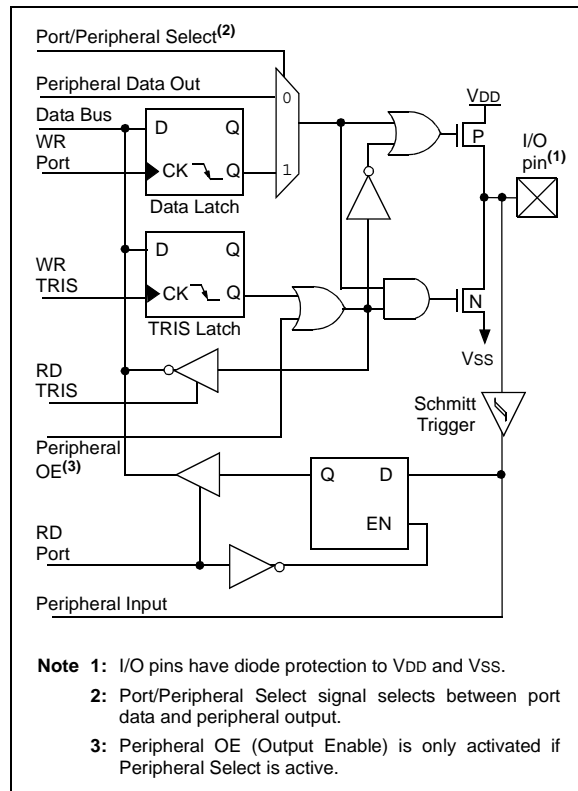 Port/Peripheral Select(2)
Peripheral Data Out
0
VDD
Data Bus
D Q
P
I/O
pin(1)
WR
Port
1
CK Q
Data Latch
D Q
WR
TRIS
CK Q
N
TRIS Latch
VSS
RD
TRIS
Schmitt
Trigger
Peripheral
OE(3)
Q D
EN
RD
Port
Peripheral Input
Note 1: I/O pins have diode protection to VDD and VSS.
2: Port/Peripheral Select signal selects between port
data and peripheral output.
3: Peripheral OE (Output Enable) is only activated if
Peripheral Select is active.